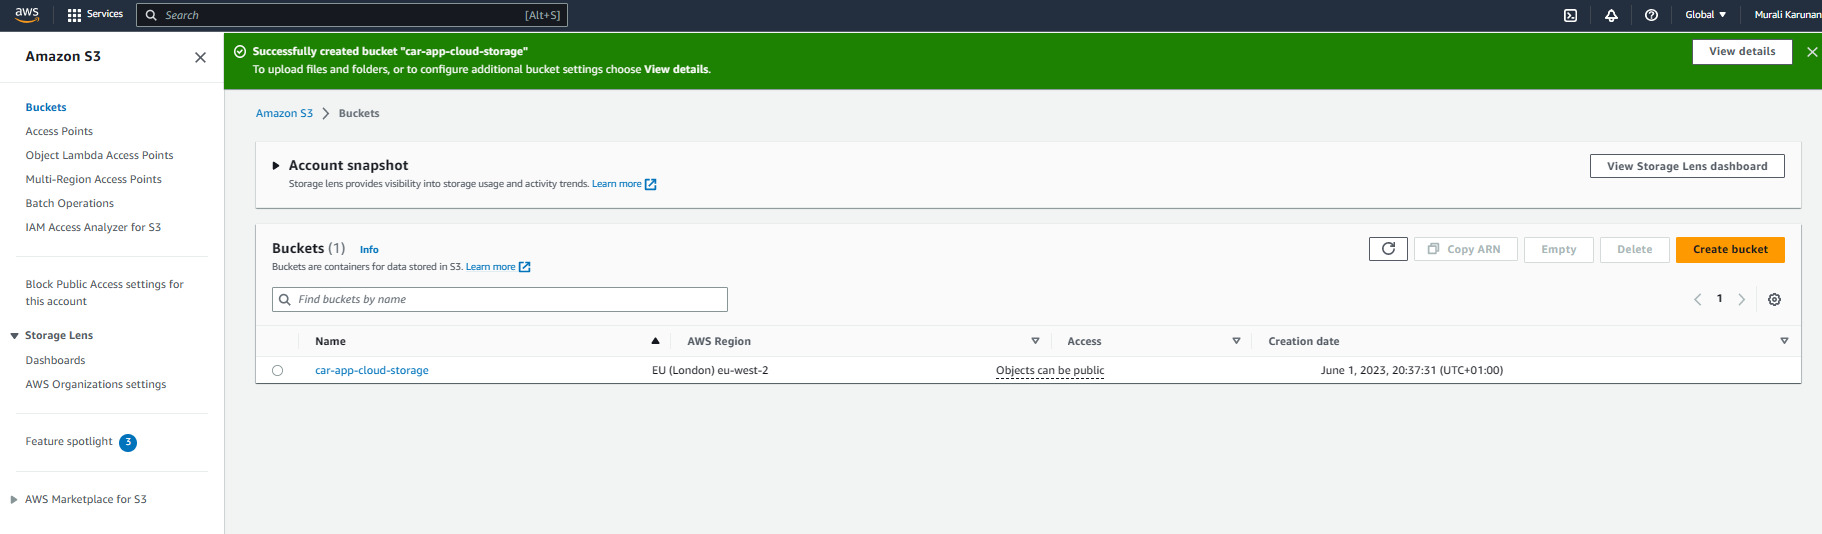 aws
Services
Search
[Alt+S]
Global
Murali Karunan
Amazon S3
Buckets
Access Points
Object Lambda Access Points
Multi-Region Access Points
Batch Operations
IAM Access Analyzer for S3
Block Public Access settings for
this account
Storage Lens
Dashboards
AWS Organizations settings
Feature spotlight 3
AWS Marketplace for S3
Successfully created bucket "car-app-cloud-storage"
To upload files and folders, or to configure additional bucket settings choose View details.
View details
Amazon S3 > Buckets
Account snapshot
Storage lens provides visibility into storage usage and activity trends. Learn more
View Storage Lens dashboard
Buckets (1) Info
Buckets are containers for data stored in S3. Learn more
Copy ARN
Empty
Delete
Create bucket
Find buckets by name
1
Name AWS Region Access Creation date
car-app-cloud-storage EU (London) eu-west-2 Objects can be public June 1, 2023, 20:37:31 (UTC+01:00)